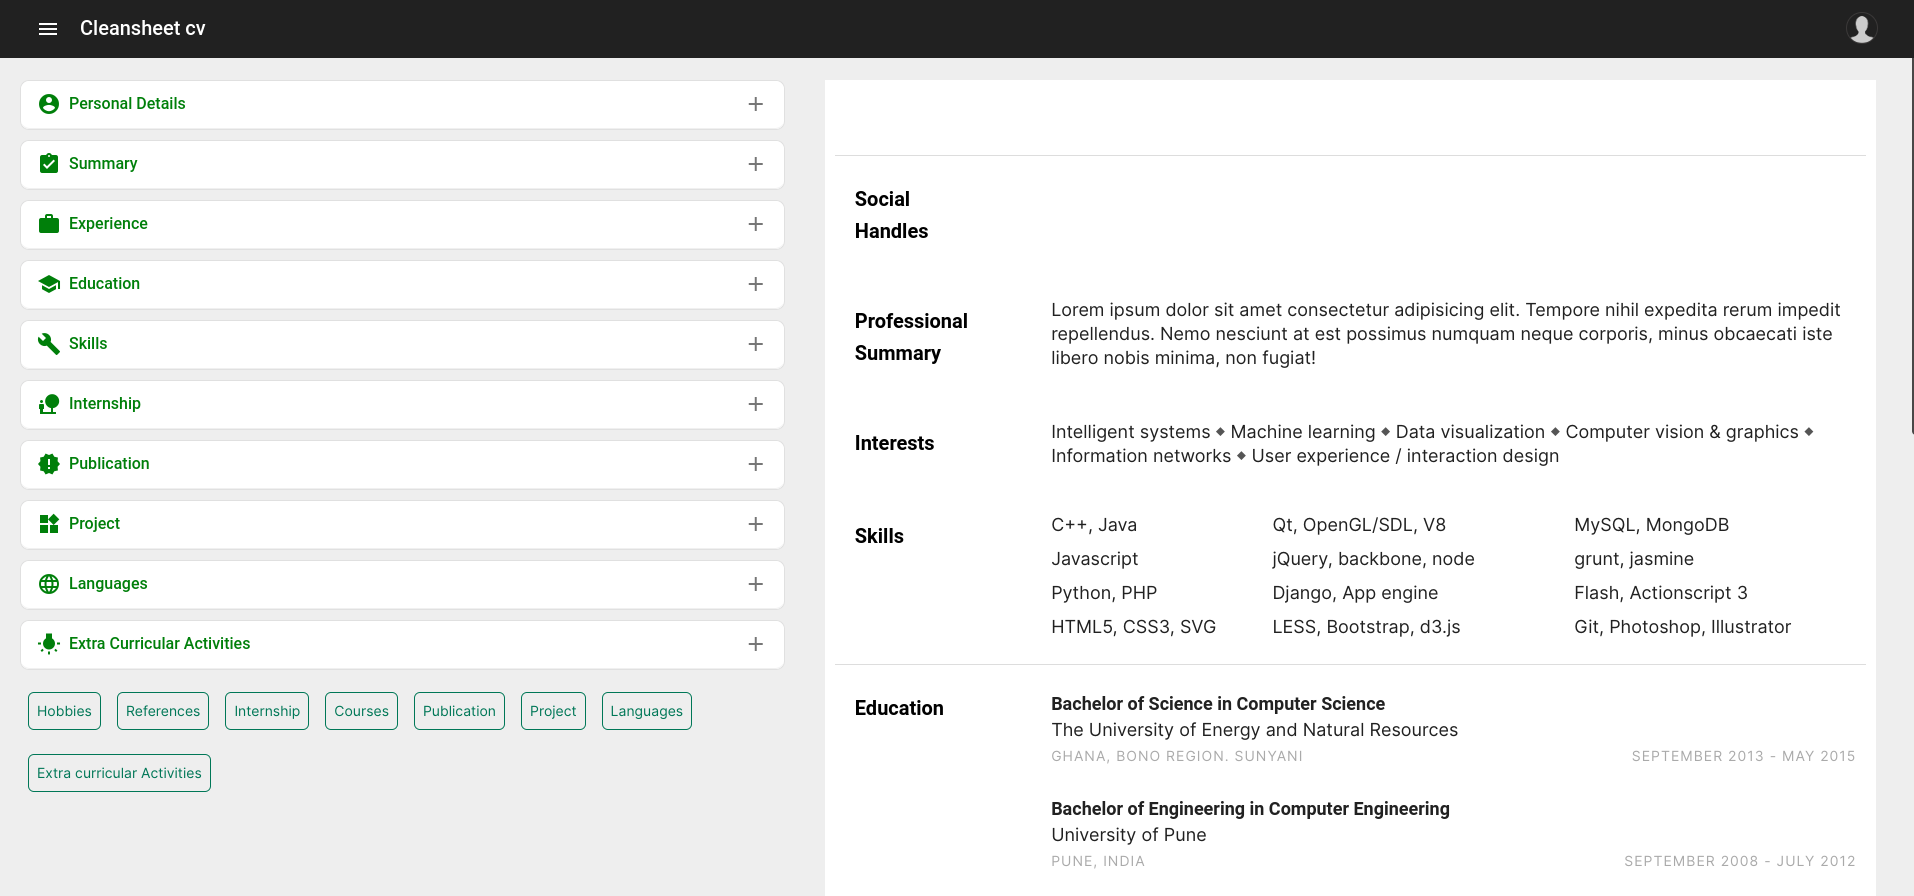 Cleansheet cv
Personal Details
Summary
Experience
Education
Skills
Internship
Publication
Project
Languages
Extra Curricular Activities
Hobbies References Internship Courses Publication Project Languages
Extra curricular Activities
Social
Handles
Professional
Summary
Lorem ipsum dolor sit amet consectetur adipisicing elit. Tempore nihil expedita rerum impedit
repellendus. Nemo nesciunt at est possimus numquam neque corporis, minus obcaecati iste
libero nobis minima, non fugiat!
Interests
Intelligent systems ◆ Machine learning ◆ Data visualization ◆ Computer vision & graphics ◆
Information networks ◆ User experience / interaction design
Skills
C++, Java Qt, OpenGL/SDL, V8 MySQL, MongoDB
Javascript jQuery, backbone, node grunt, jasmine
Python, PHP Django, App engine Flash, Actionscript 3
HTML5, CSS3, SVG LESS, Bootstrap, d3.js Git, Photoshop, Illustrator
Education
Bachelor of Science in Computer Science
The University of Energy and Natural Resources
GHANA, BONO REGION. SUNYANI SEPTEMBER 2013 - MAY 2015
Bachelor of Engineering in Computer Engineering
University of Pune
PUNE, INDIA SEPTEMBER 2008 - JULY 2012